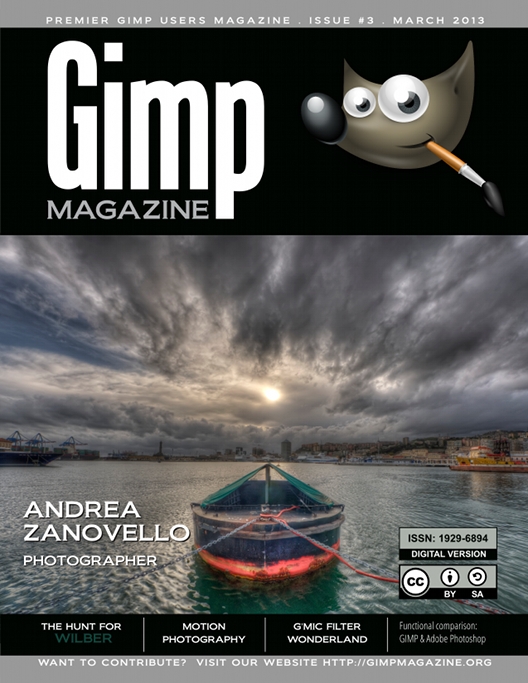 PREMIER GIMP USERS MAGAZINE . ISSUE #3 . MARCH 2013
Gimp
MAGAZINE
ANDREA
ZANOVELLO
PHOTOGRAPHER
ISSN: 1929-6894
DIGITAL VERSION
cc
BY SA
THE HUNT FOR
WILBER
MOTION
PHOTOGRAPHY
G'MIC FILTER
WONDERLAND
Functional comparison:
GIMP & Adobe Photoshop
WANT TO CONTRIBUTE? VISIT OUR WEBSITE HTTP://GIMPMAGAZINE.ORG